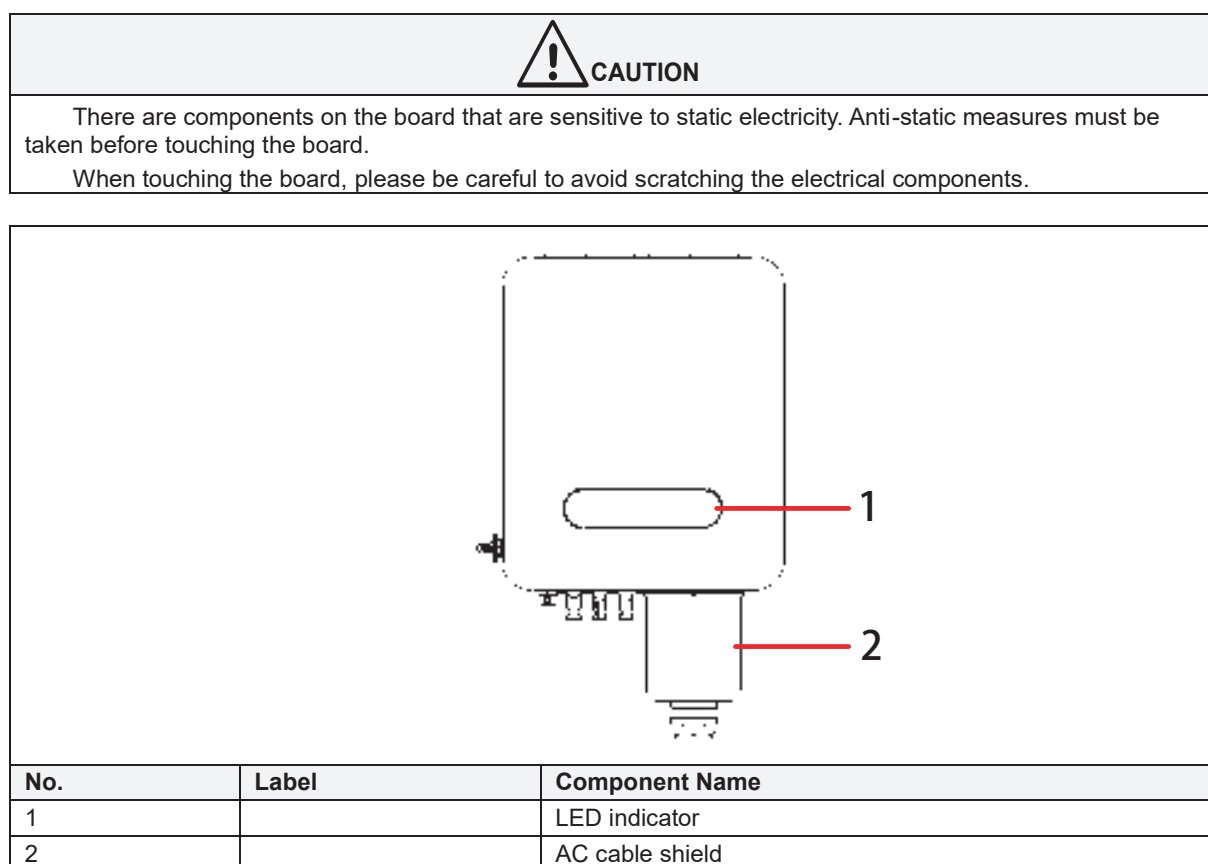 CAUTION
There are components on the board that are sensitive to static electricity. Anti-static measures must be
taken before touching the board.
When touching the board, please be careful to avoid scratching the electrical components.
1
2
No. Label Component Name
1 LED indicator
2 AC cable shield